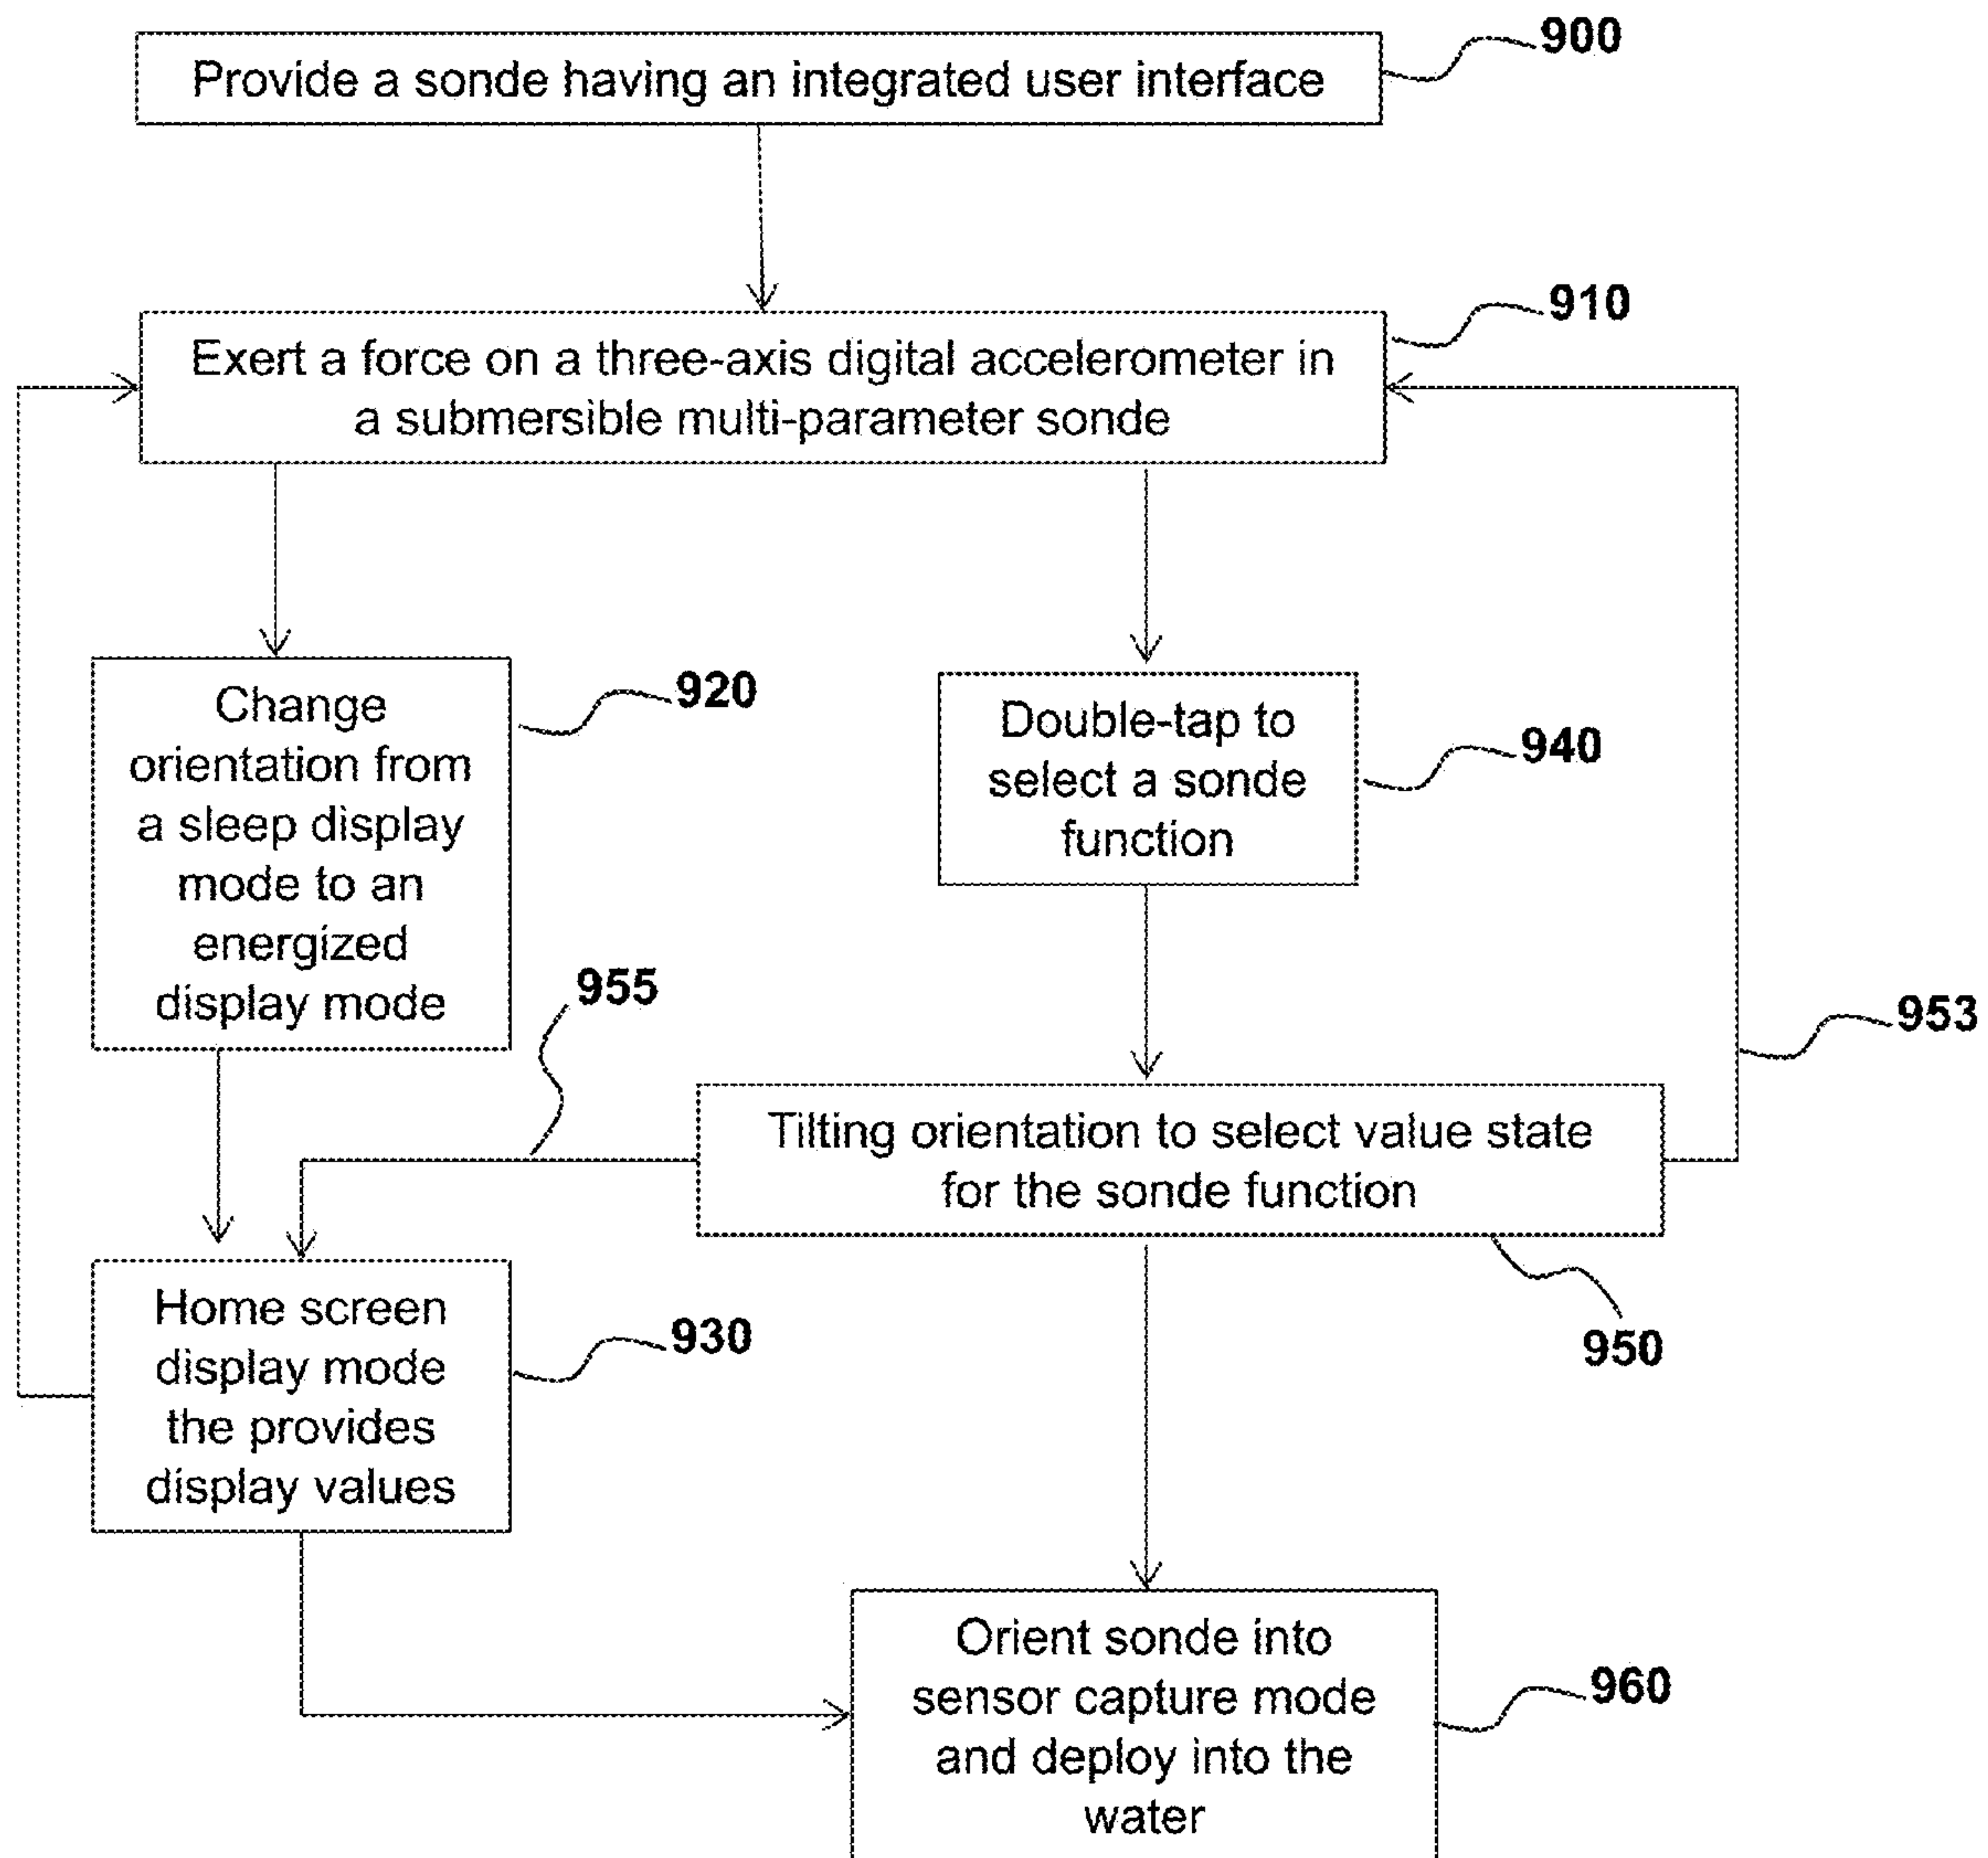 900
Provide a sonde having an integrated user interface
910
Exert a force on a three-axis digital accelerometer in
a submersible multi-parameter sonde
920
Change
orientation from
a sleep display
mode to an
energized
display mode
940
Double-tap to
select a sonde
function
955
953
Tilting orientation to select value state
for the sonde function
950
930
Home screen
display mode
the provides
display values
960
Orient sonde into
sensor capture mode
and deploy into the
water